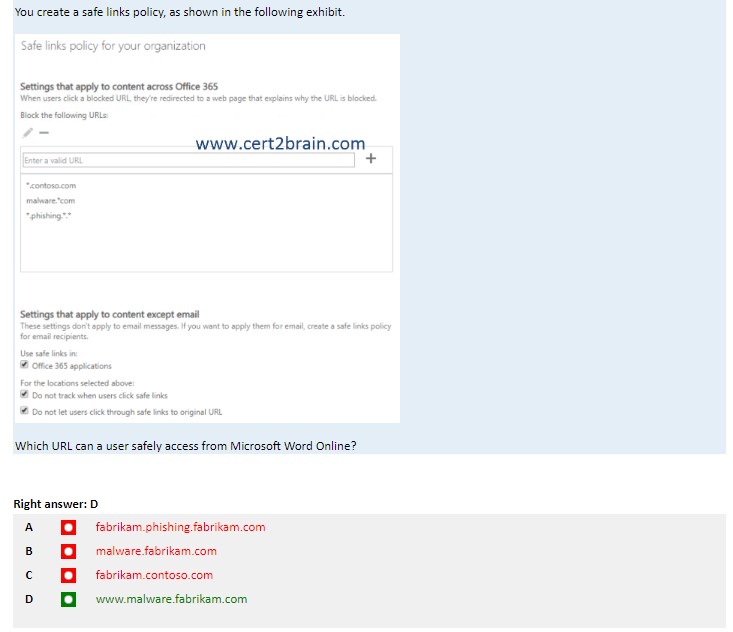 You create a safe links policy, as shown in the following exhibit.
Safe links policy for your organization
Settings that apply to content across Office 365
When users click a blocked URL, they're redirected to a web page that explains why the URL is blocked.
Block the following URLs:
www.cert2brain.com
Enter a valid URL
*.contoso.com
malware.*com
*.phishing.*.*
Settings that apply to content except email
These settings don't apply to email messages. If you want to apply them for email, create a safe links policy
for email recipients.
Use safe links in:
Office 365 applications
For the locations selected above:
Do not track when users click safe links
Do not let users click through safe links to original URL
Which URL can a user safely access from Microsoft Word Online?
Right answer: D
A fabrikam.phishing.fabrikam.com
B malware.fabrikam.com
C fabrikam.contoso.com
D www.malware.fabrikam.com